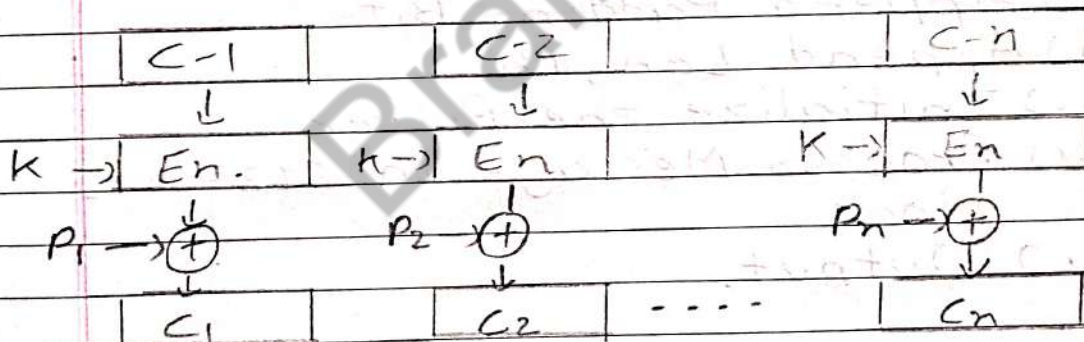 C-1 C-2 C-n
K → En. K → En K → En
P1 → + P2 → + Pn → +
C1 C2 ---- Cn